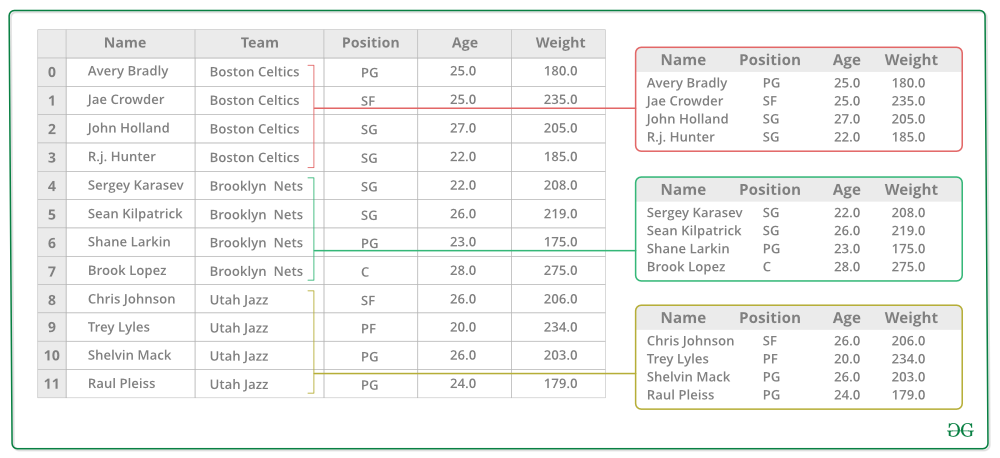 Name Team Position Age Weight
0 Avery Bradly Boston Celtics PG 25.0 180.0
1 Jae Crowder Boston Celtics SF 25.0 235.0
2 John Holland Boston Celtics SG 27.0 205.0
3 R.j. Hunter Boston Celtics SG 22.0 185.0
4 Sergey Karasev Brooklyn Nets SG 22.0 208.0
5 Sean Kilpatrick Brooklyn Nets SG 26.0 219.0
6 Shane Larkin Brooklyn Nets PG 23.0 175.0
7 Brook Lopez Brooklyn Nets C 28.0 275.0
8 Chris Johnson Utah Jazz SF 26.0 206.0
9 Trey Lyles Utah Jazz PF 20.0 234.0
10 Shelvin Mack Utah Jazz PG 26.0 203.0
11 Raul Pleiss Utah Jazz PG 24.0 179.0
Name Position Age Weight
Avery Bradly PG 25.0 180.0
Jae Crowder SF 25.0 235.0
John Holland SG 27.0 205.0
R.j. Hunter SG 22.0 185.0
Name Position Age Weight
Sergey Karasev SG 22.0 208.0
Sean Kilpatrick SG 26.0 219.0
Shane Larkin PG 23.0 175.0
Brook Lopez C 28.0 275.0
Name Position Age Weight
Chris Johnson SF 26.0 206.0
Trey Lyles PF 20.0 234.0
Shelvin Mack PG 26.0 203.0
Raul Pleiss PG 24.0 179.0